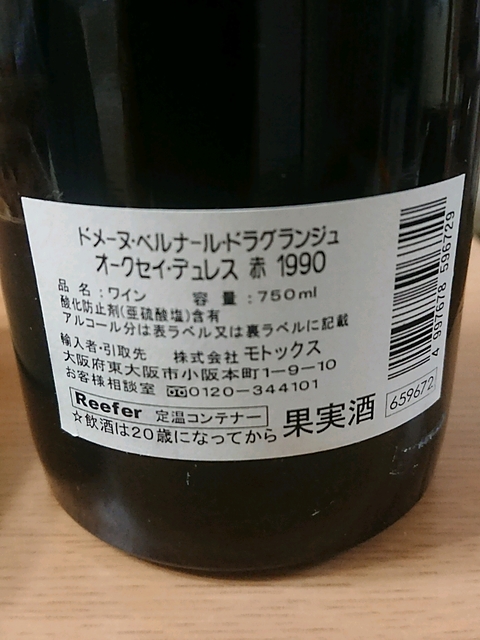 ドメーヌ・ベルナール・ドラグランジュ
オークセイ・デュレス 赤 1990
品 名：ワイン 容 量：750ml
酸化防止剤(亜硫酸塩)含有
アルコール分は表ラベル又は裏ラベルに記載
輸入者・引取先 株式会社 モトックス
大阪府東大阪市小阪本町1-9-10
お客様相談室 0120-344101
Reefer 定温コンテナー
☆飲酒は20歳になってから 果実酒
4 997678 596729
659672